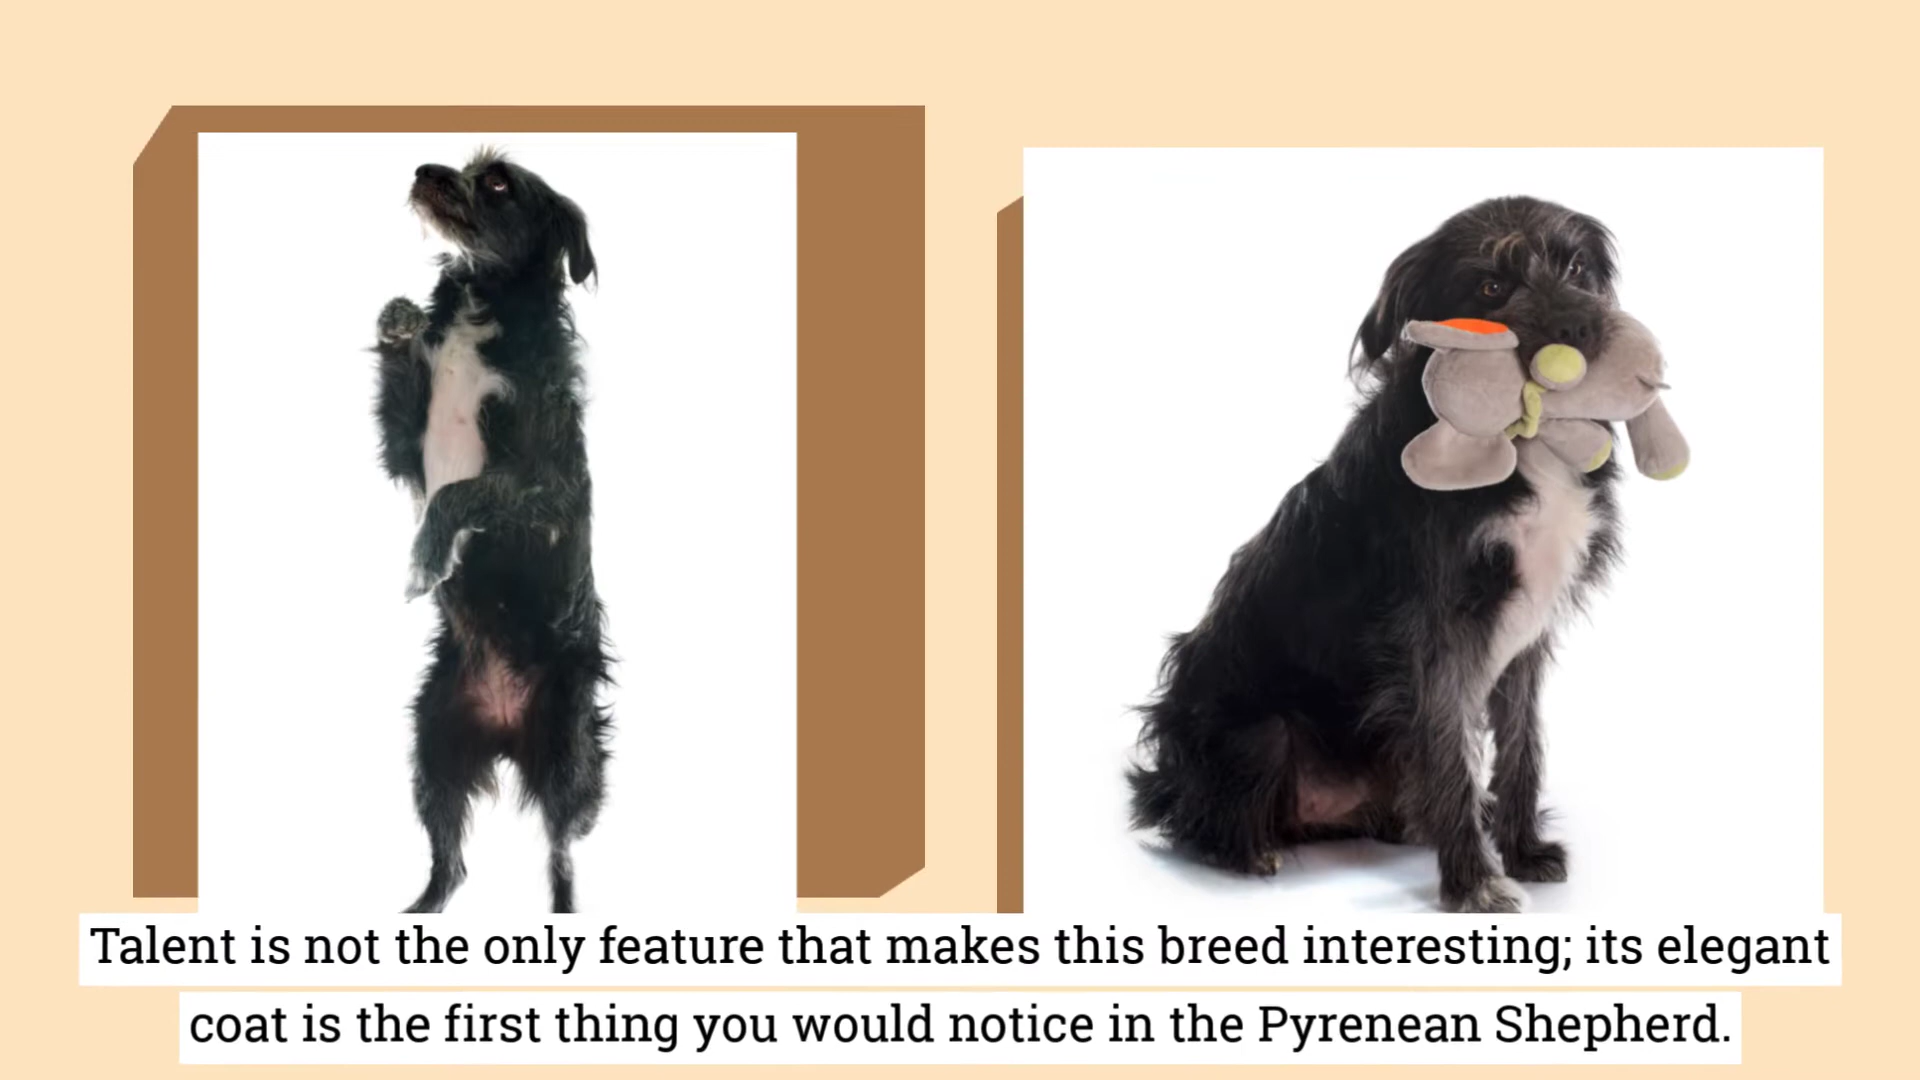 Talent is not the only feature that makes this breed interesting; its elegant
coat is the first thing you would notice in the Pyrenean Shepherd.